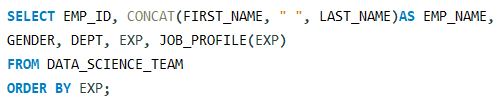 SELECT EMP_ID, CONCAT(FIRST_NAME, " ", LAST_NAME)AS EMP_NAME,
GENDER, DEPT, EXP, JOB_PROFILE(EXP)
FROM DATA_SCIENCE_TEAM
ORDER BY EXP;